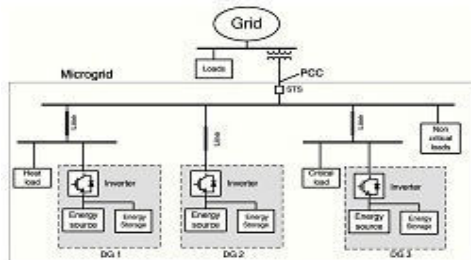 Grid
Loads
PCC
Microgrid
STS
Line
Line
Line
Non
critical
loads
Heat
load
Inverter
Energy
source
Energy
Storage
DG 1
Inverter
Energy
source
Energy
Storage
DG 2
Critical
load
Inverter
Energy
source
Energy
Storage
DG 3